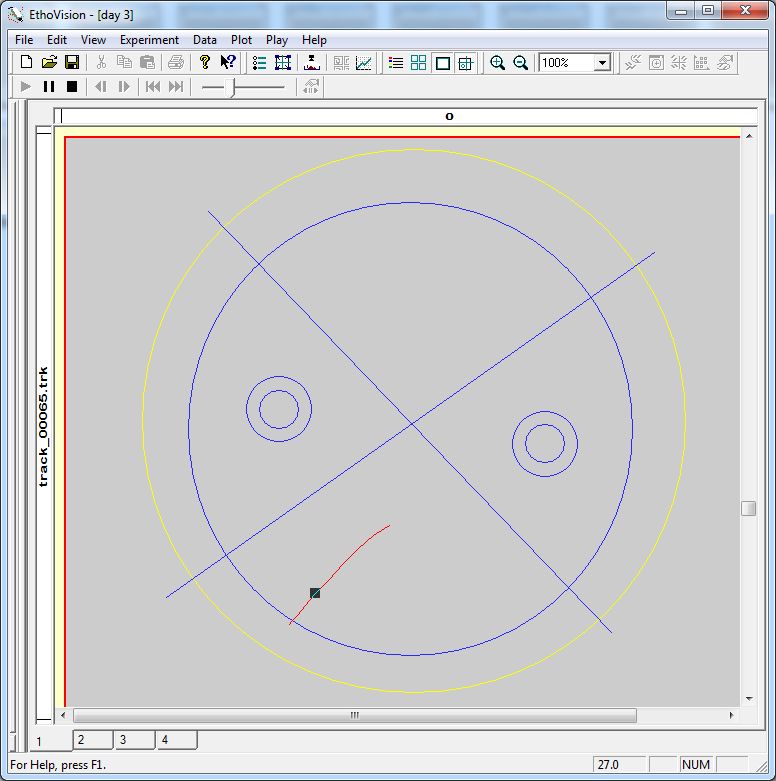 EthoVision - [day 3]
File Edit View Experiment Data Plot Play Help
100%
o
track_00065.trk
1 2 3 4
For Help, press F1.
27.0
NUM